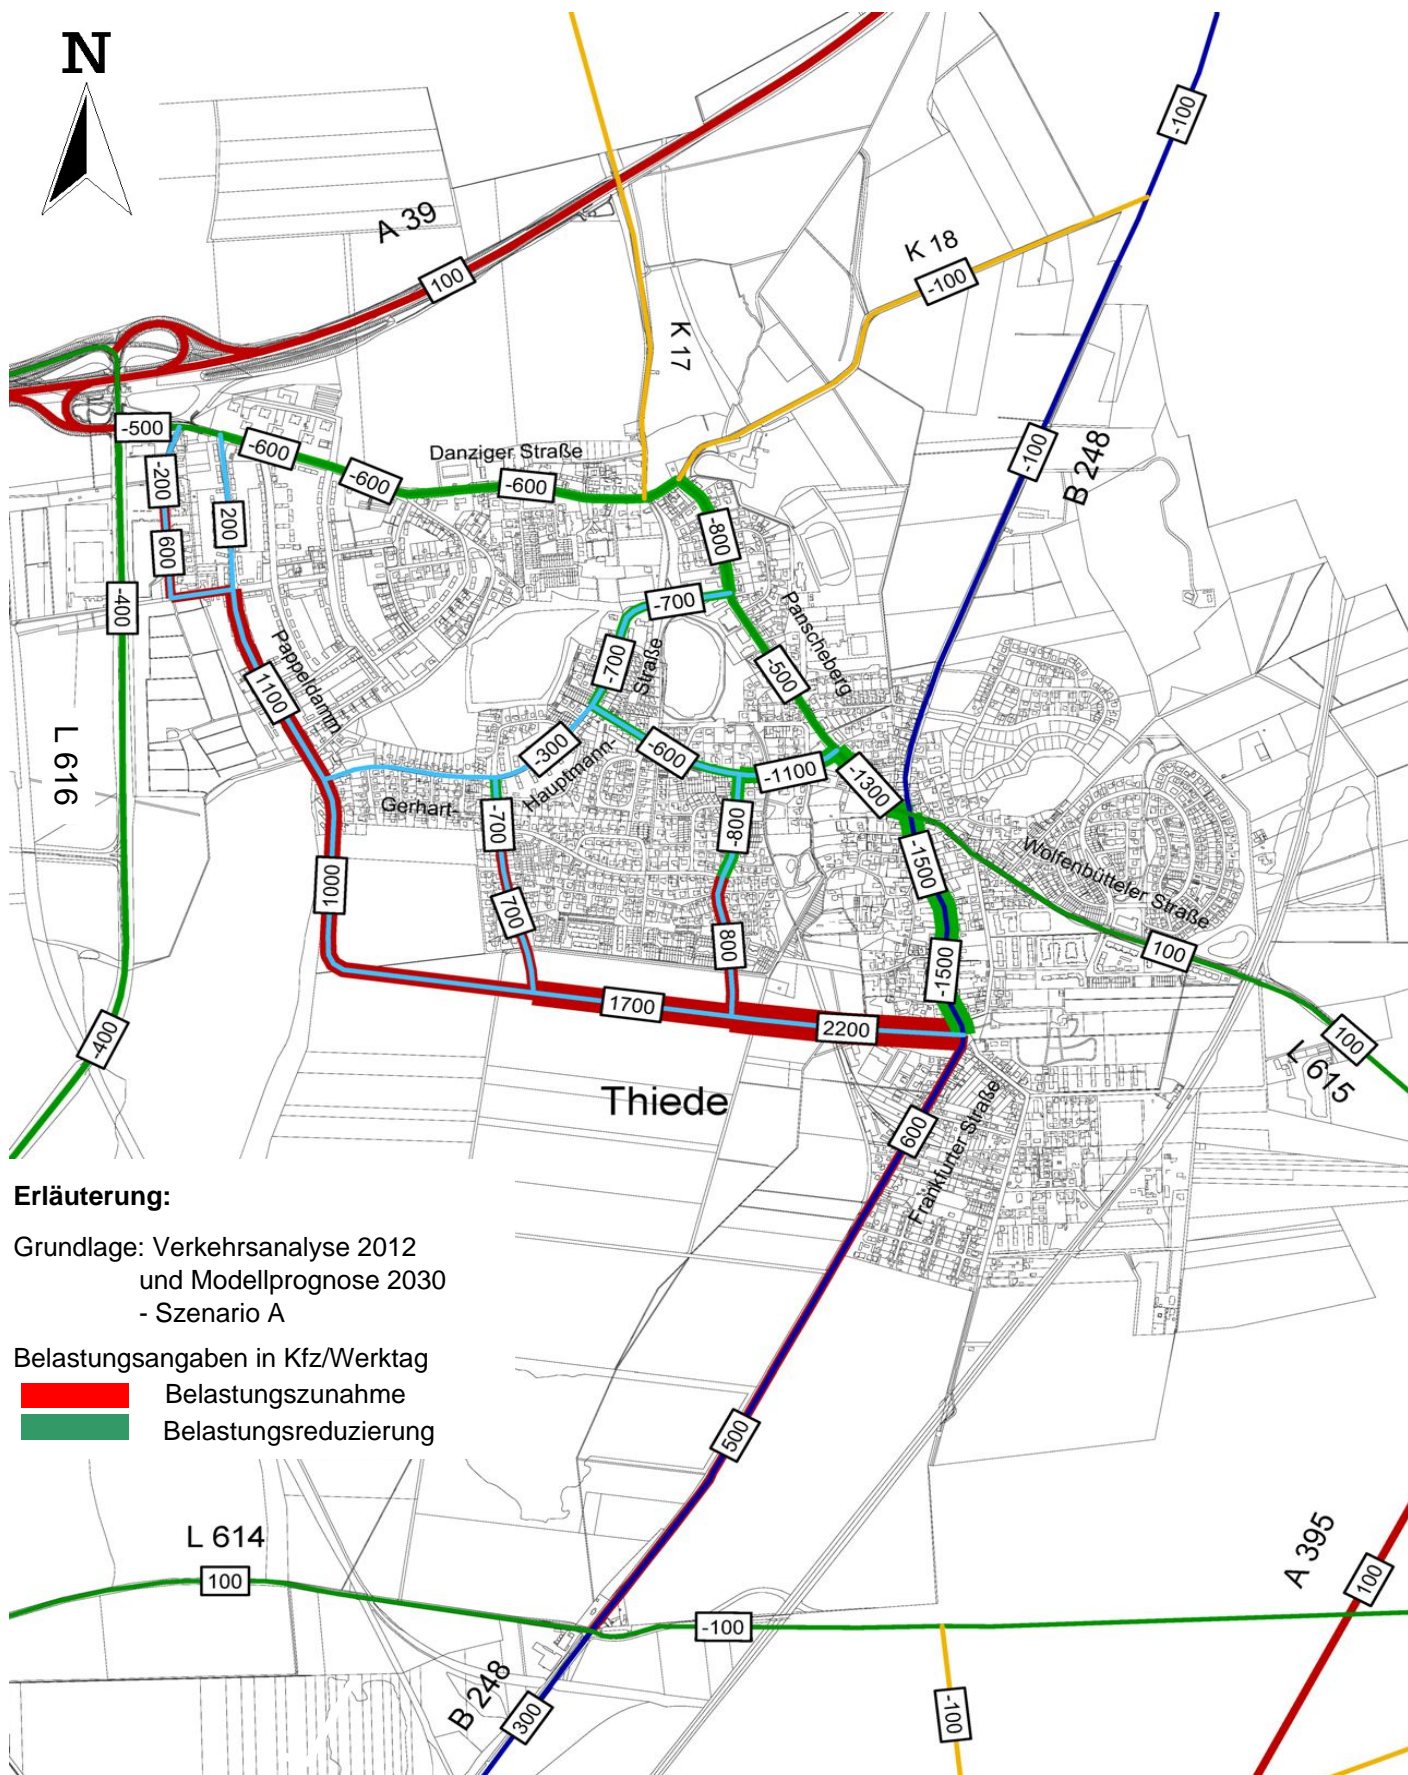 N
-100
A 39
K 18
100
-100
K 17
-500
-100
B 248
-600
Danziger Straße
-200
-600
-600
200
-800
600
-400
-700
Panscheberg
-700
Straße
-500
Pappeldamm
1100
-300
-600
-1100
-1300
L 616
Hauptmann-
Gerhart-
-700
-800
-1500
Wolfenbütteler Straße
1000
700
800
100
-1500
1700
2200
-400
100
L 615
Thiede
600
Frankfurter Straße
Erläuterung:
Grundlage: Verkehrsanalyse 2012
und Modellprognose 2030
- Szenario A
Belastungsangaben in Kfz/Werktag
Belastungszunahme
Belastungsreduzierung
500
L 614
100
A 395
100
-100
B 248
300
-100